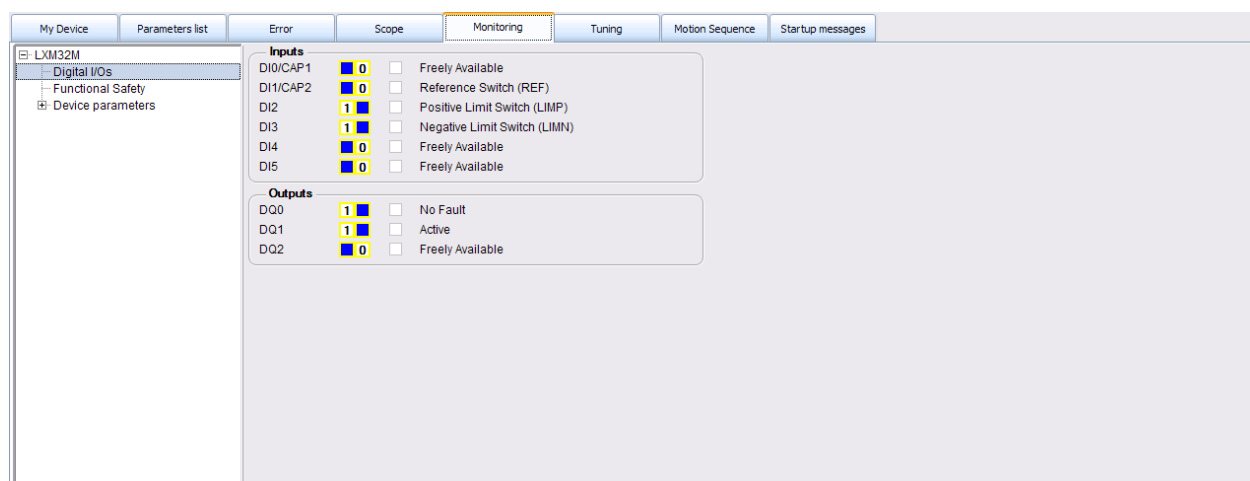 My Device Parameters list Error Scope Monitoring Tuning Motion Sequence Startup messages
LXM32M
Digital I/Os
Functional Safety
Device parameters
Inputs
DI0/CAP1 0 Freely Available
DI1/CAP2 0 Reference Switch (REF)
DI2 1 Positive Limit Switch (LIMP)
DI3 1 Negative Limit Switch (LIMN)
DI4 0 Freely Available
DI5 0 Freely Available
Outputs
DQ0 1 No Fault
DQ1 1 Active
DQ2 0 Freely Available